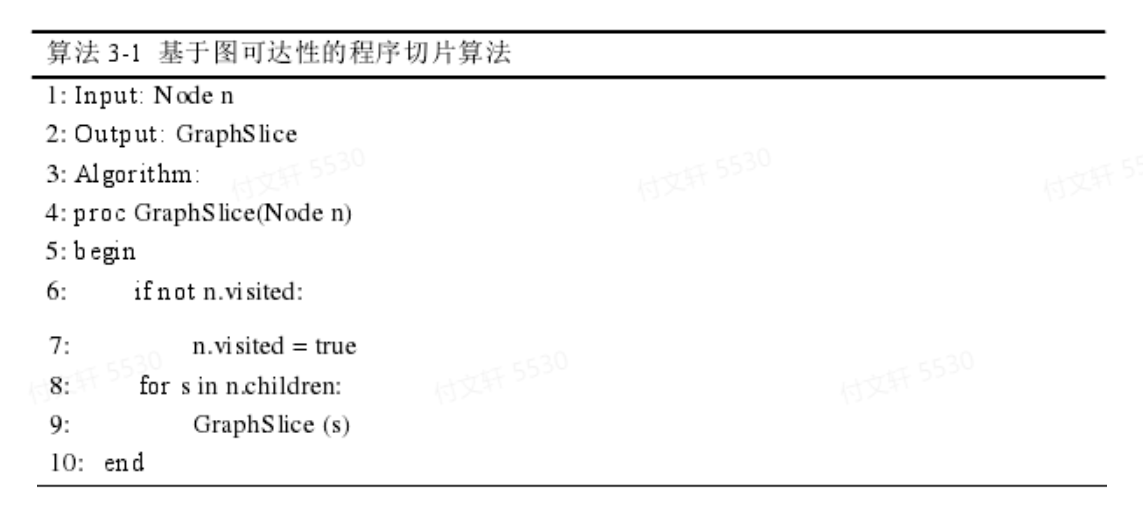 算法 3-1 基于图可达性的程序切片算法
1: Input: Node n
2: Output: GraphSlice
3: Algorithm:
4: proc GraphSlice(Node n)
5: begin
6: if not n.visited:
7: n.visited = true
8: for s in n.children:
9: GraphSlice (s)
10: end
付文轩 5530
付文轩 5530
付文轩 55
付文轩 5530
付文轩 5530
付文轩 5530